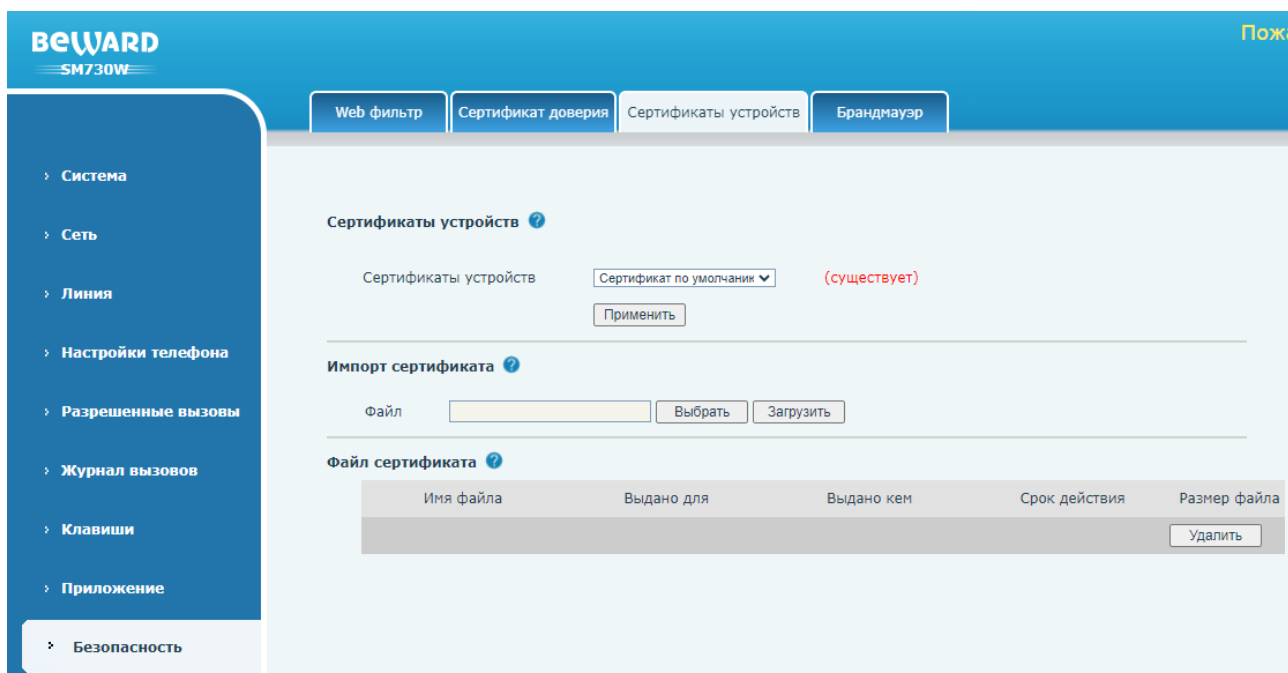 BEWARD
SM730W
Web фильтр
Сертификат доверия
Сертификаты устройств
Брандмауэр
Система
Сеть
Линия
Настройки телефона
Разрешенные вызовы
Журнал вызовов
Клавиши
Приложение
Безопасность
Сертификаты устройств ?
Сертификаты устройств Сертификат по умолчанию (существует)
Применить
Импорт сертификата ?
Файл Выбрать Загрузить
Файл сертификата ?
Имя файла Выдано для Выдано кем Срок действия Размер файла
Удалить